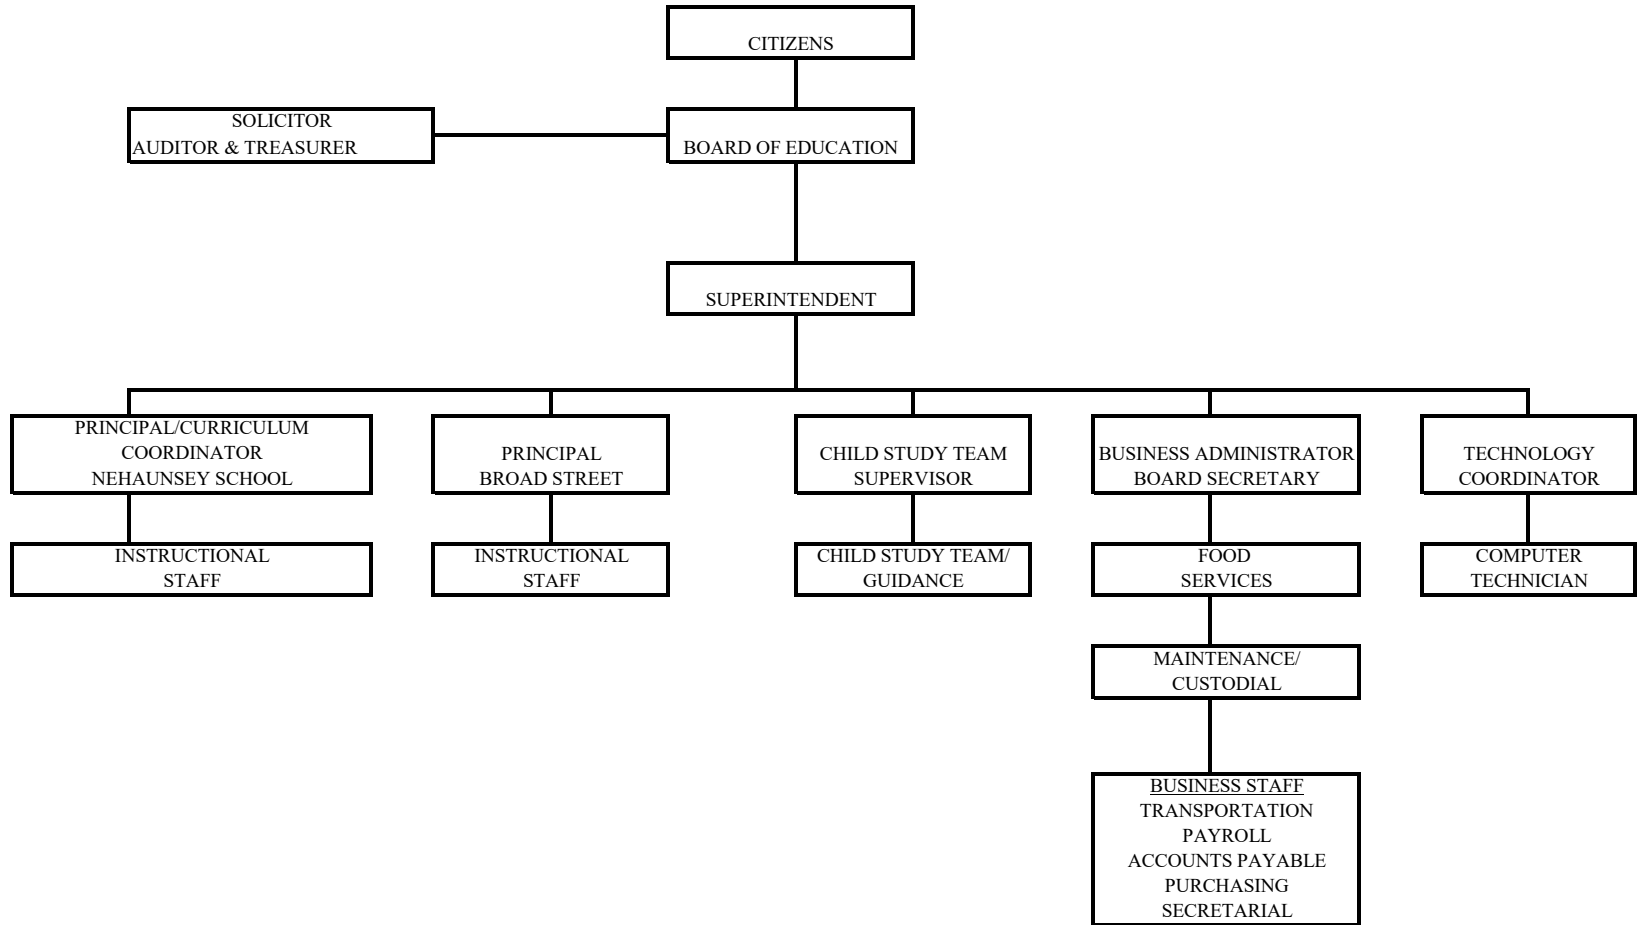 CITIZENS
SOLICITOR
AUDITOR & TREASURER
BOARD OF EDUCATION
SUPERINTENDENT
PRINCIPAL/CURRICULUM
COORDINATOR
NEHAUNSEY SCHOOL
PRINCIPAL
BROAD STREET
CHILD STUDY TEAM
SUPERVISOR
BUSINESS ADMINISTRATOR
BOARD SECRETARY
TECHNOLOGY
COORDINATOR
INSTRUCTIONAL
STAFF
INSTRUCTIONAL
STAFF
CHILD STUDY TEAM/
GUIDANCE
FOOD
SERVICES
COMPUTER
TECHNICIAN
MAINTENANCE/
CUSTODIAL
BUSINESS STAFF
TRANSPORTATION
PAYROLL
ACCOUNTS PAYABLE
PURCHASING
SECRETARIAL